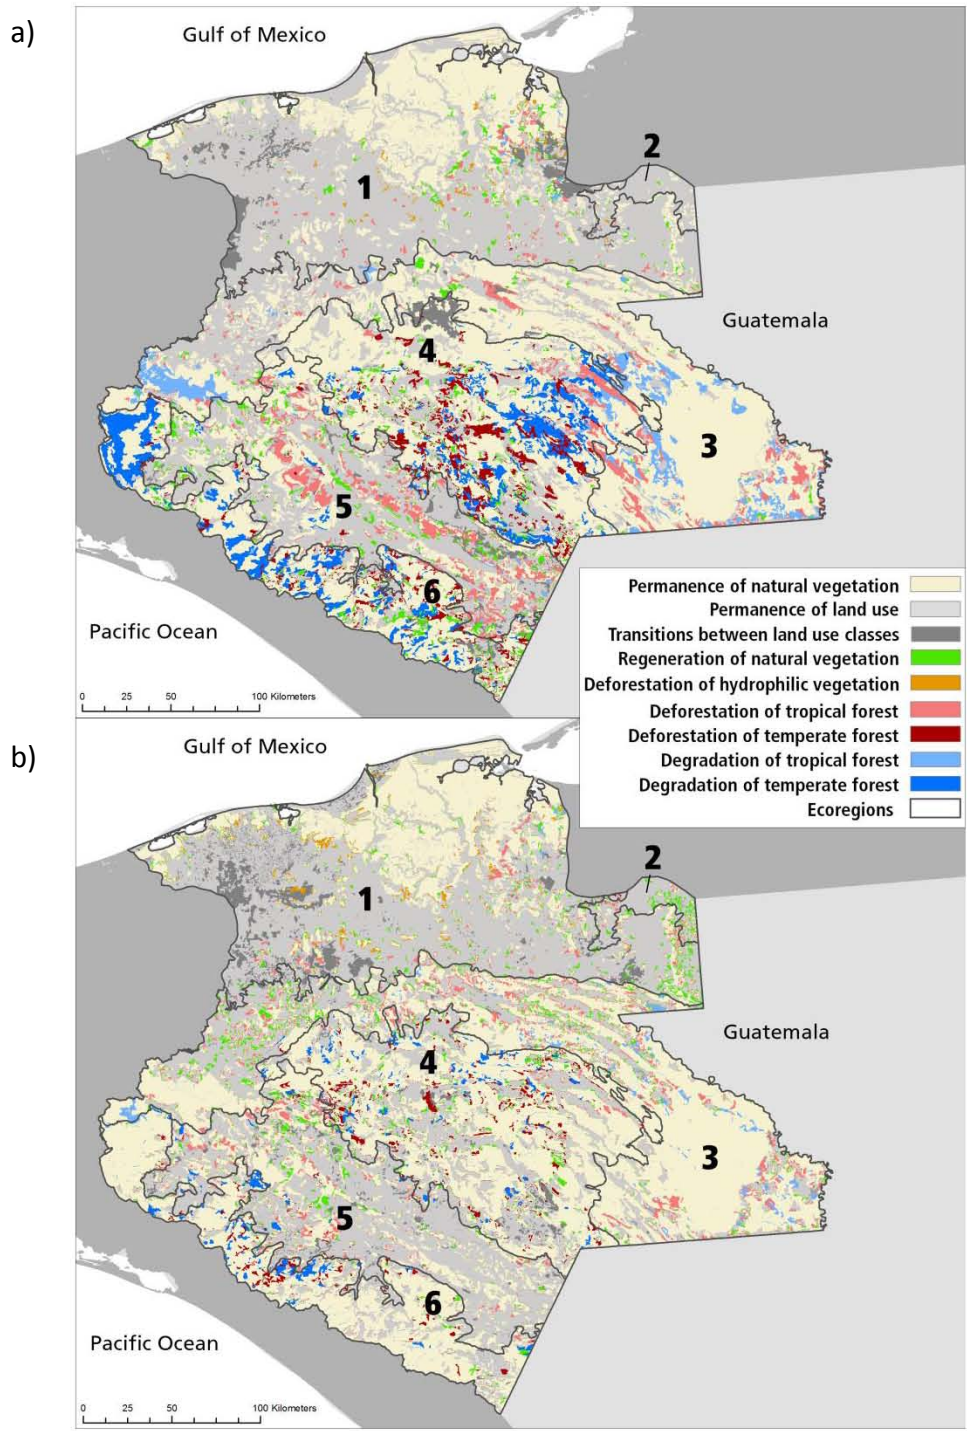 a)
Gulf of Mexico
2
1
Guatemala
4
3
5
6
Pacific Ocean
0 25 50 100 Kilometers
Permanence of natural vegetation
Permanence of land use
Transitions between land use classes
Regeneration of natural vegetation
Deforestation of hydrophilic vegetation
Deforestation of tropical forest
Deforestation of temperate forest
Degradation of tropical forest
Degradation of temperate forest
Ecoregions
b)
Gulf of Mexico
2
1
Guatemala
4
3
5
6
Pacific Ocean
0 25 50 100 Kilometers